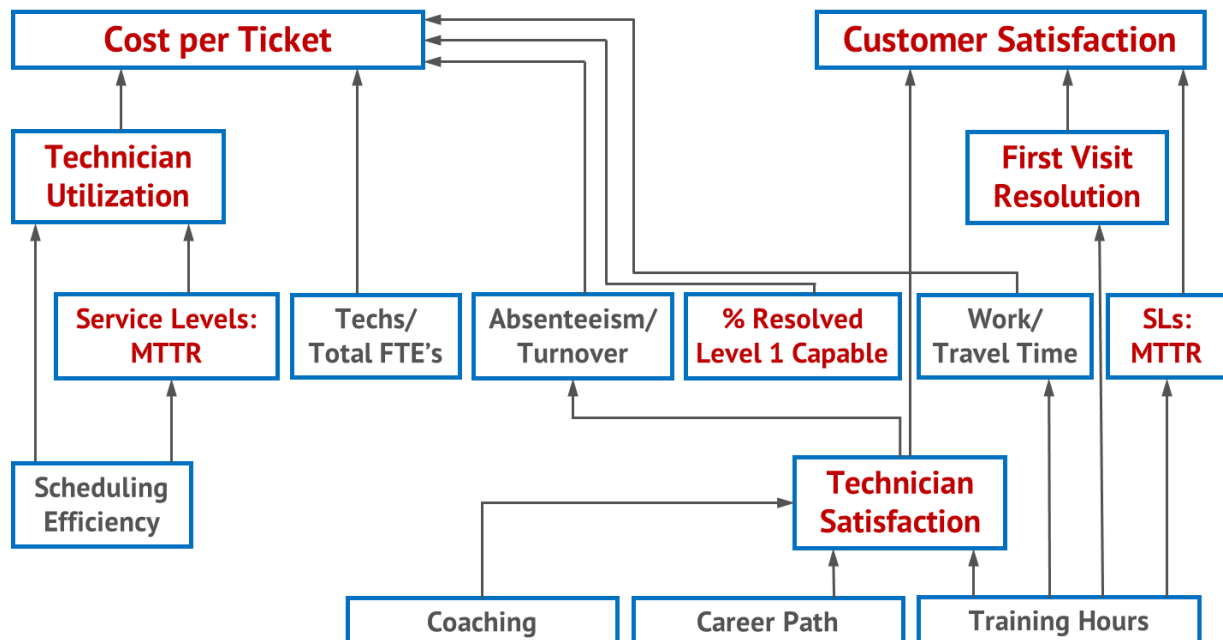 Cost per Ticket
Customer Satisfaction
Technician
Utilization
First Visit
Resolution
Service Levels:
MTTR
Techs/
Total FTE's
Absenteeism/
Turnover
% Resolved
Level 1 Capable
Work/
Travel Time
SLs:
MTTR
Scheduling
Efficiency
Technician
Satisfaction
Coaching
Career Path
Training Hours